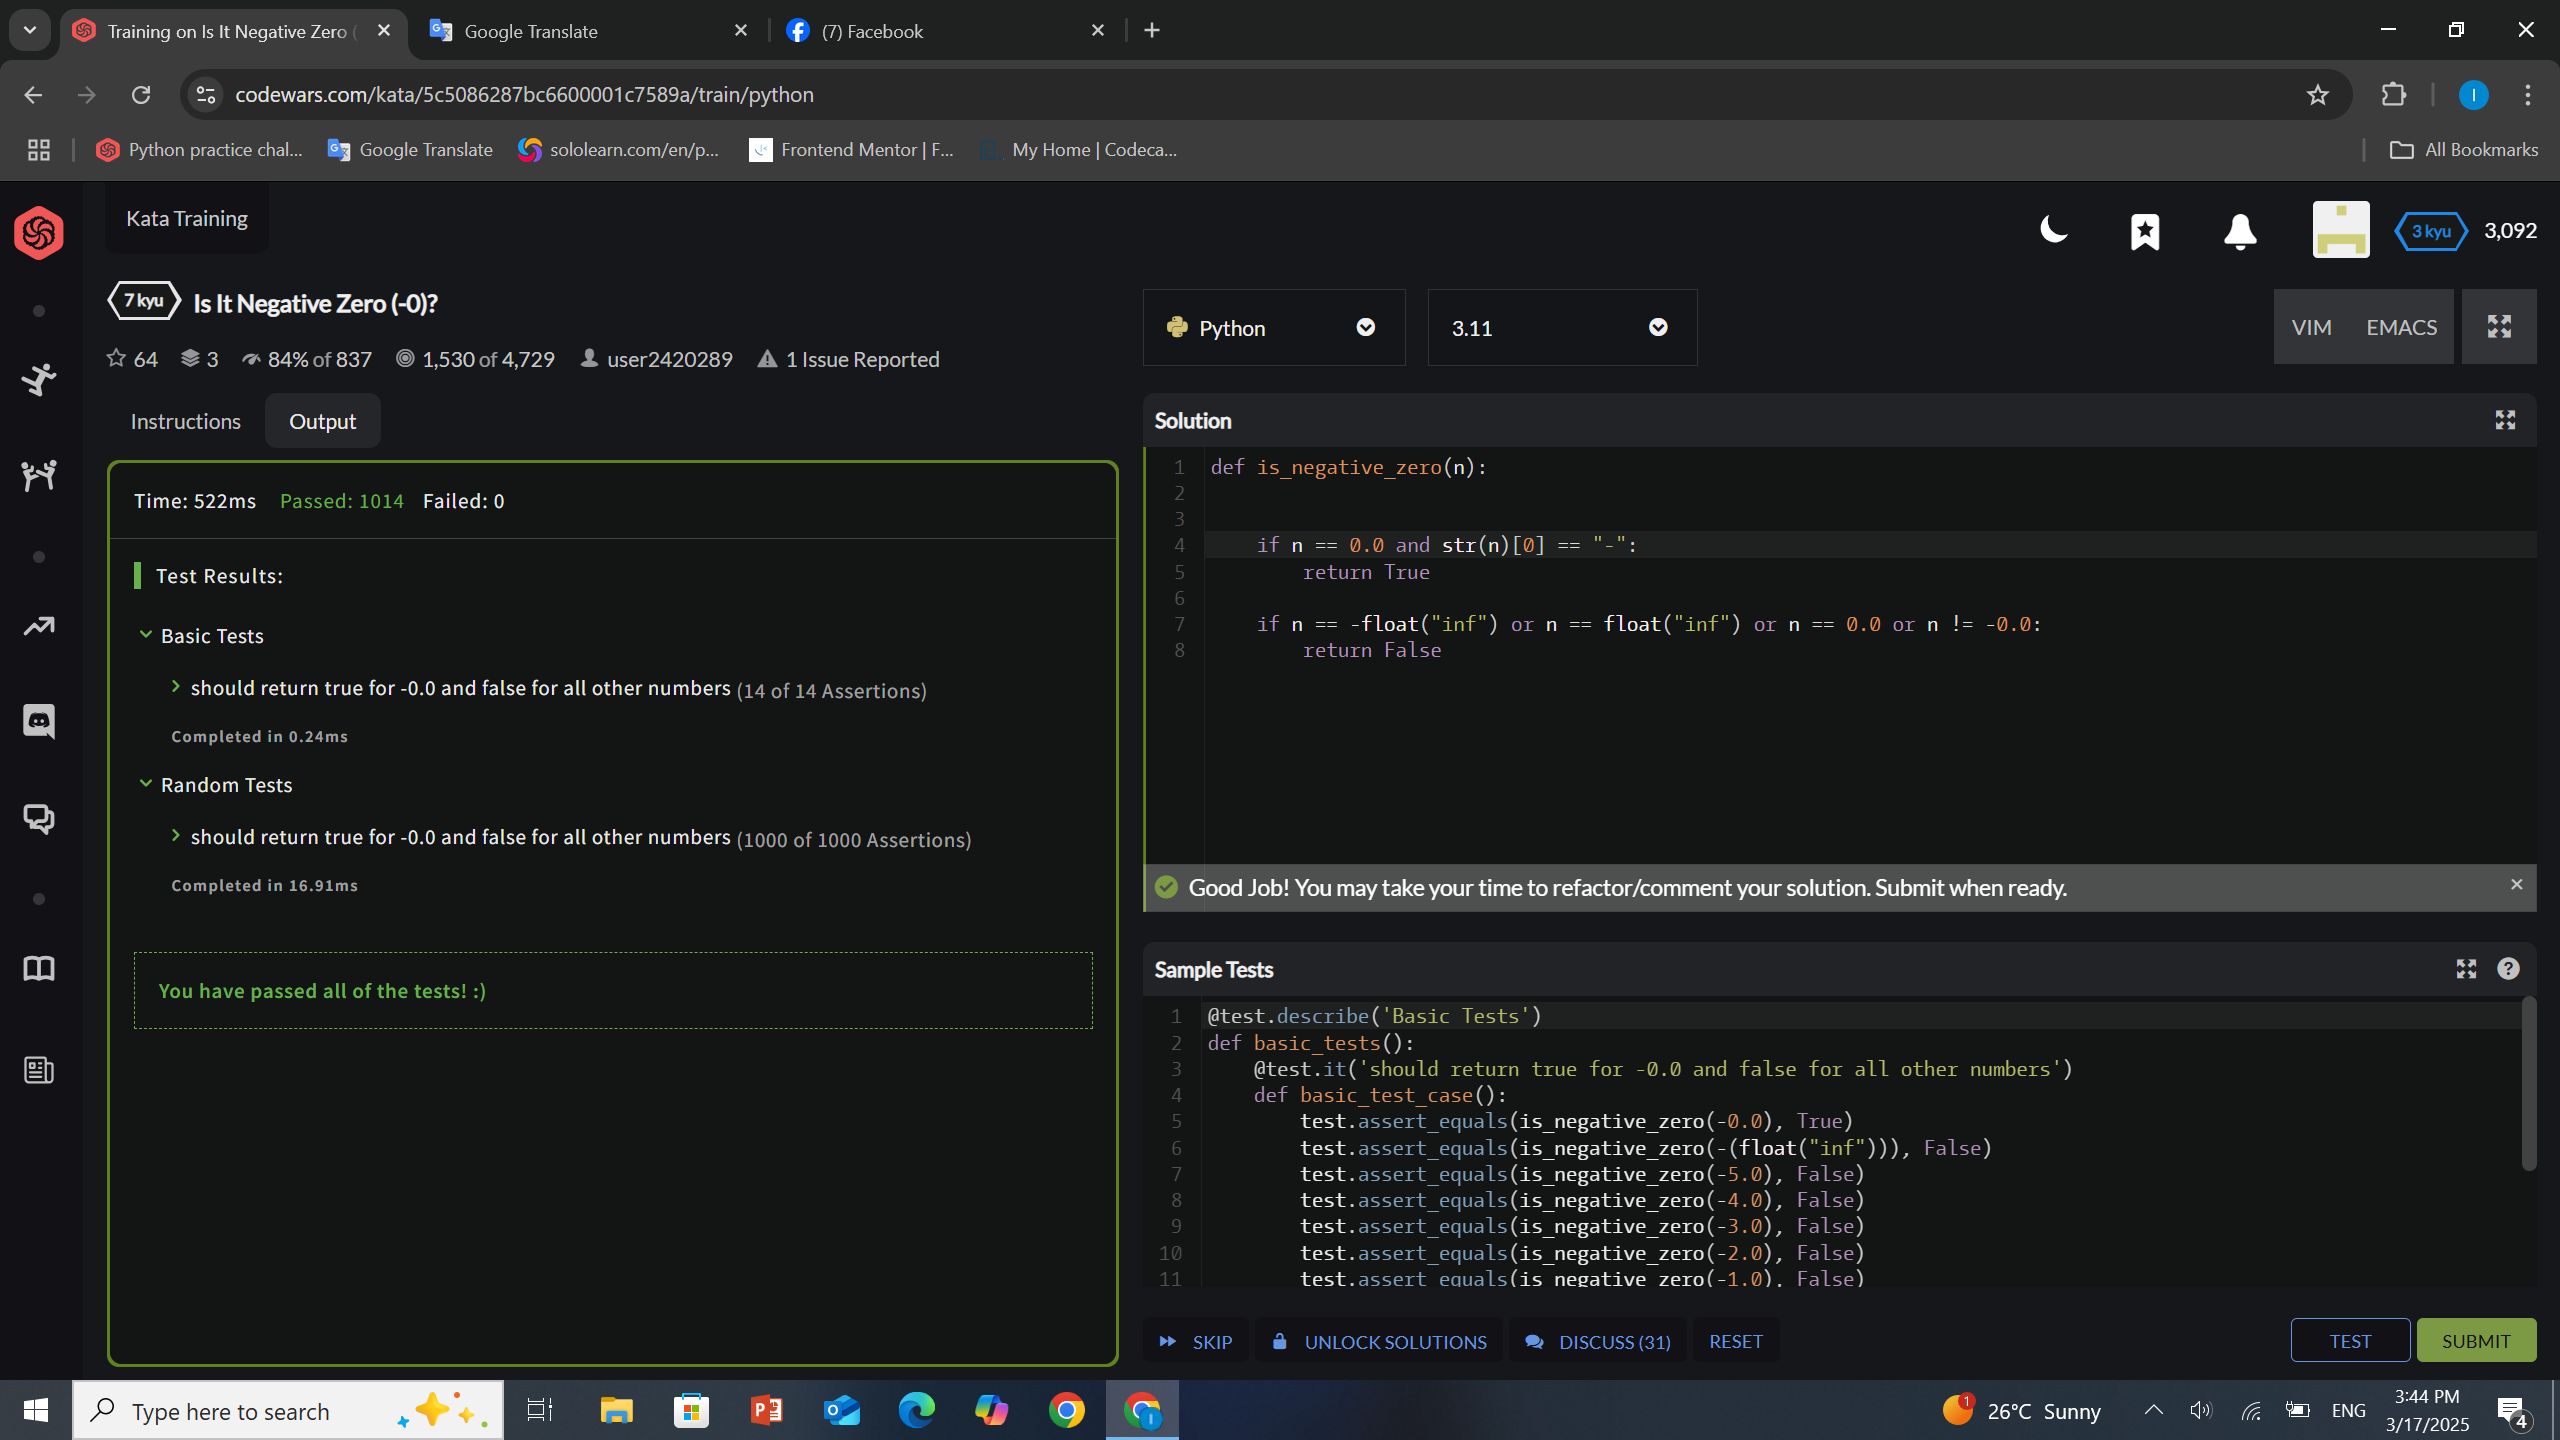 Training on Is It Negative Zero (
Google Translate
(7) Facebook
codewars.com/kata/5c5086287bc6600001c7589a/train/python
Python practice chal...
Google Translate
sololearn.com/en/p...
Frontend Mentor | F...
My Home | Codeca...
All Bookmarks
Kata Training
3 kyu
3,092
7 kyu
Is It Negative Zero (-0)?
64
3
84% of 837
1,530 of 4,729
user2420289
1 Issue Reported
Python
3.11
VIM
EMACS
Instructions
Output
Time: 522ms Passed: 1014 Failed: 0
Test Results:
Basic Tests
should return true for -0.0 and false for all other numbers (14 of 14 Assertions)
Completed in 0.24ms
Random Tests
should return true for -0.0 and false for all other numbers (1000 of 1000 Assertions)
Completed in 16.91ms
You have passed all of the tests! :)
Solution
1 def is_negative_zero(n):
2
3
4     if n == 0.0 and str(n)[0] == "-":
5         return True
6
7     if n == -float("inf") or n == float("inf") or n == 0.0 or n != -0.0:
8         return False
Good Job! You may take your time to refactor/comment your solution. Submit when ready.
Sample Tests
1 @test.describe('Basic Tests')
2 def basic_tests():
3     @test.it('should return true for -0.0 and false for all other numbers')
4     def basic_test_case():
5         test.assert_equals(is_negative_zero(-0.0), True)
6         test.assert_equals(is_negative_zero(-(float("inf"))), False)
7         test.assert_equals(is_negative_zero(-5.0), False)
8         test.assert_equals(is_negative_zero(-4.0), False)
9         test.assert_equals(is_negative_zero(-3.0), False)
10         test.assert_equals(is_negative_zero(-2.0), False)
11         test.assert_equals(is_negative_zero(-1.0), False)
SKIP
UNLOCK SOLUTIONS
DISCUSS (31)
RESET
TEST
SUBMIT
Type here to search
1
26°C Sunny
ENG
3:44 PM
3/17/2025
4